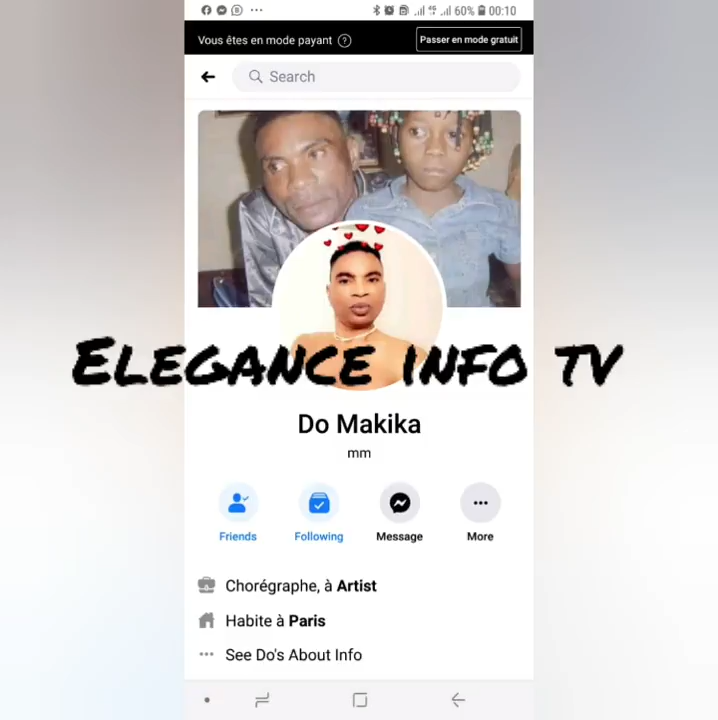 60% 00:10
Vous êtes en mode payant ?
Passer en mode gratuit
Search
ELEGANCE INFO TV
Do Makika
mm
Friends
Following
Message
More
Chorégraphe, à Artist
Habite à Paris
See Do's About Info